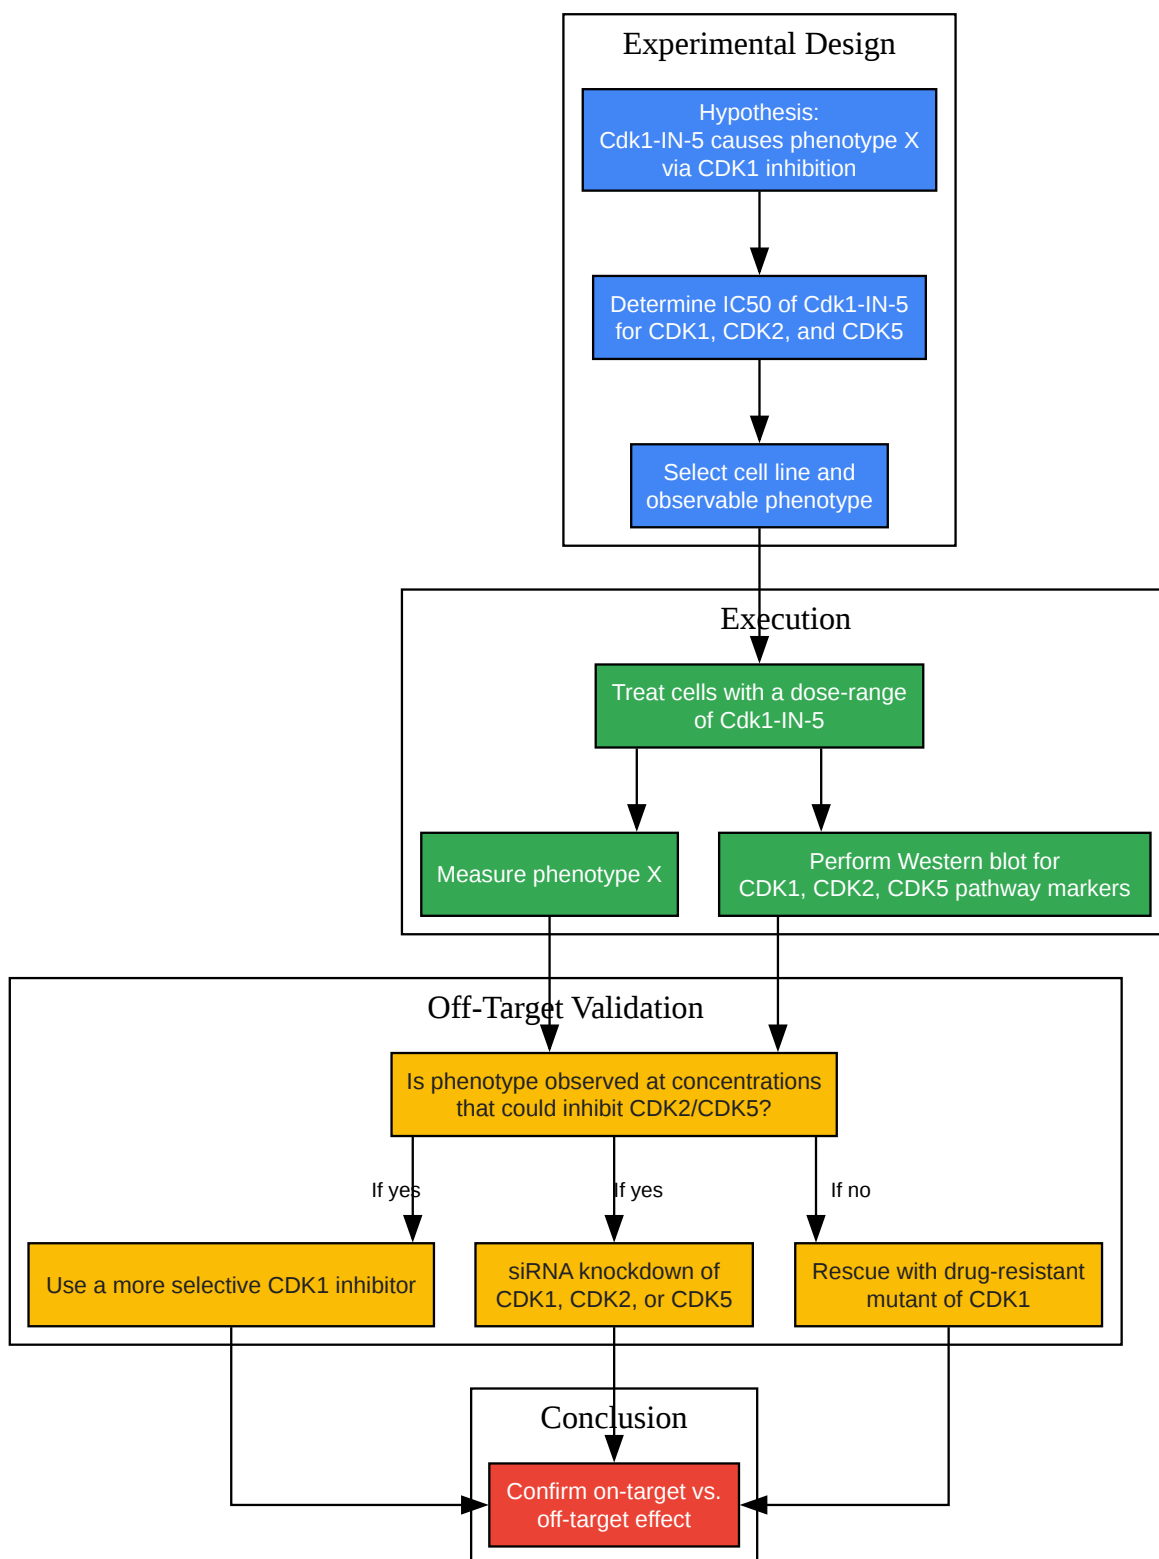 Experimental Design
Hypothesis:
Cdk1-IN-5 causes phenotype X
via CDK1 inhibition
Determine IC50 of Cdk1-IN-5
for CDK1, CDK2, and CDK5
Select cell line and
observable phenotype
Execution
Treat cells with a dose-range
of Cdk1-IN-5
Measure phenotype X
Perform Western blot for
CDK1, CDK2, CDK5 pathway markers
Off-Target Validation
Is phenotype observed at concentrations
that could inhibit CDK2/CDK5?
If yes
If yes
If no
Use a more selective CDK1 inhibitor
siRNA knockdown of
CDK1, CDK2, or CDK5
Rescue with drug-resistant
mutant of CDK1
Conclusion
Confirm on-target vs.
off-target effect